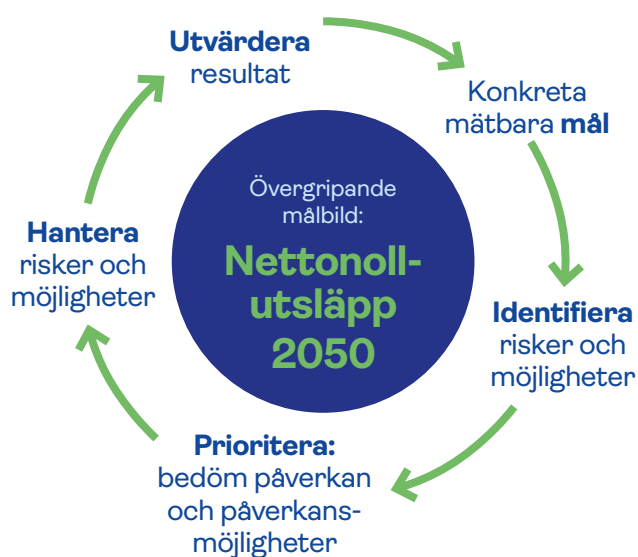 Utvärdera
resultat
Konkreta
mätbara mål
Övergripande
målbild:
Nettonoll-
utsläpp
2050
Identifiera
risker och
möjligheter
Prioritera:
bedöm påverkan
och påverkans-
möjligheter
Hantera
risker och
möjligheter